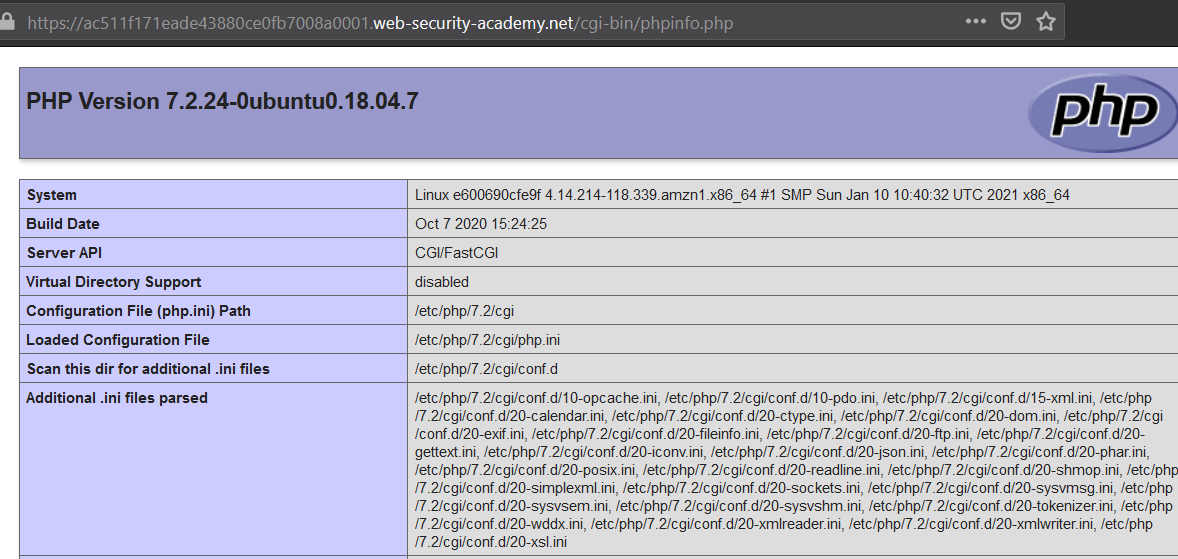 https://ac511f171eade43880ce0fb7008a0001.web-security-academy.net/cgi-bin/phpinfo.php
PHP Version 7.2.24-0ubuntu0.18.04.7
php
System Linux e600690cfe9f 4.14.214-118.339.amzn1.x86_64 #1 SMP Sun Jan 10 10:40:32 UTC 2021 x86_64
Build Date Oct 7 2020 15:24:25
Server API CGI/FastCGI
Virtual Directory Support disabled
Configuration File (php.ini) Path /etc/php/7.2/cgi
Loaded Configuration File /etc/php/7.2/cgi/php.ini
Scan this dir for additional .ini files /etc/php/7.2/cgi/conf.d
Additional .ini files parsed /etc/php/7.2/cgi/conf.d/10-opcache.ini, /etc/php/7.2/cgi/conf.d/10-pdo.ini, /etc/php/7.2/cgi/conf.d/15-xml.ini, /etc/php
/7.2/cgi/conf.d/20-calendar.ini, /etc/php/7.2/cgi/conf.d/20-ctype.ini, /etc/php/7.2/cgi/conf.d/20-dom.ini, /etc/php/7.2/cgi
/conf.d/20-exif.ini, /etc/php/7.2/cgi/conf.d/20-fileinfo.ini, /etc/php/7.2/cgi/conf.d/20-ftp.ini, /etc/php/7.2/cgi/conf.d/20-
gettext.ini, /etc/php/7.2/cgi/conf.d/20-iconv.ini, /etc/php/7.2/cgi/conf.d/20-json.ini, /etc/php/7.2/cgi/conf.d/20-phar.ini,
/etc/php/7.2/cgi/conf.d/20-posix.ini, /etc/php/7.2/cgi/conf.d/20-readline.ini, /etc/php/7.2/cgi/conf.d/20-shmop.ini, /etc/php
/7.2/cgi/conf.d/20-simplexml.ini, /etc/php/7.2/cgi/conf.d/20-sockets.ini, /etc/php/7.2/cgi/conf.d/20-sysvmsg.ini, /etc/php
/7.2/cgi/conf.d/20-sysvsem.ini, /etc/php/7.2/cgi/conf.d/20-sysvshm.ini, /etc/php/7.2/cgi/conf.d/20-tokenizer.ini, /etc/php
/7.2/cgi/conf.d/20-wddx.ini, /etc/php/7.2/cgi/conf.d/20-xmlreader.ini, /etc/php/7.2/cgi/conf.d/20-xmlwriter.ini, /etc/php
/7.2/cgi/conf.d/20-xsl.ini